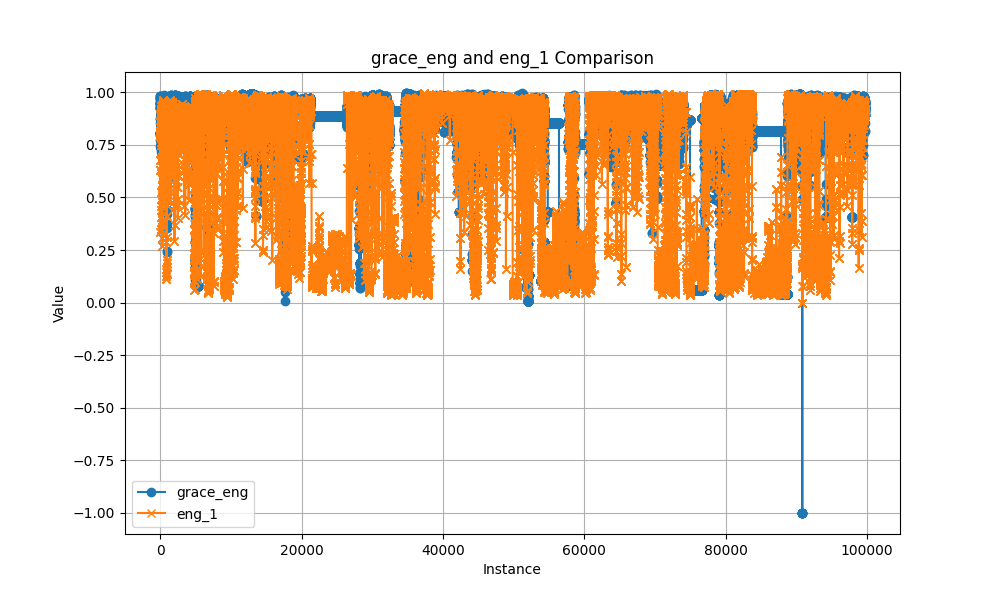 grace_eng and eng_1 Comparison
Value
1.00
0.75
0.50
0.25
0.00
−0.25
−0.50
−0.75
−1.00
grace_eng
eng_1
0 20000 40000 60000 80000 100000
Instance